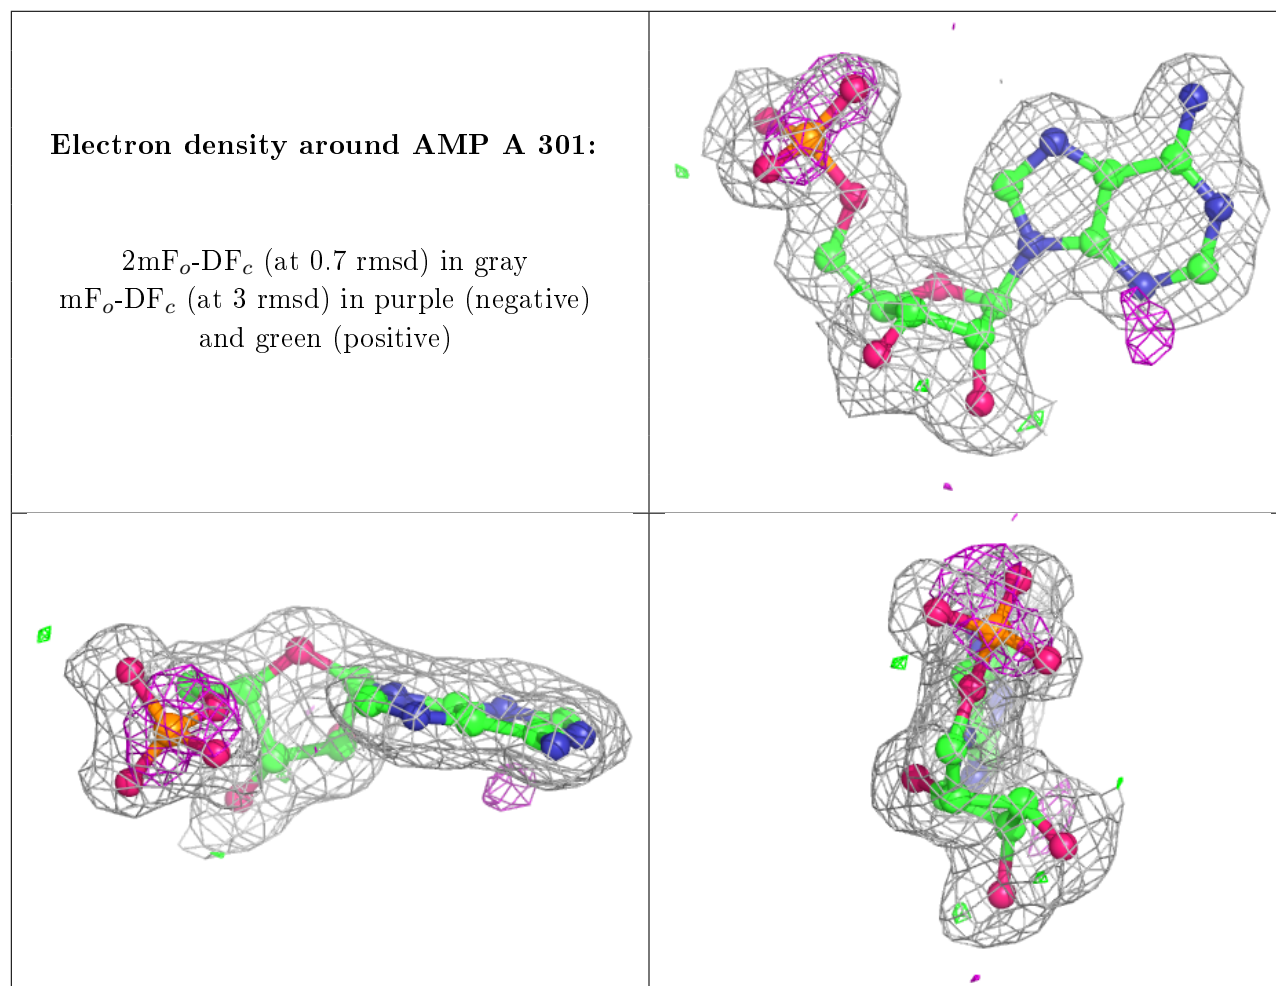 Electron density around AMP A 301:
2mFo-DFc (at 0.7 rmsd) in gray
mFo-DFc (at 3 rmsd) in purple (negative)
and green (positive)